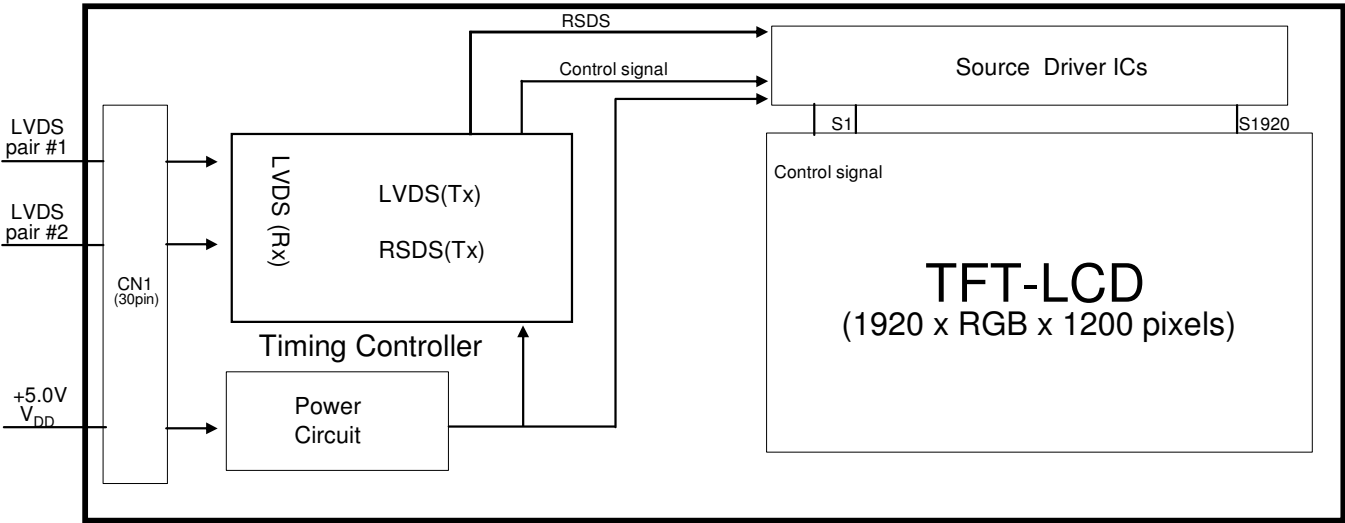 RSDS
Control signal
Source Driver ICs
S1
S1920
LVDS
pair #1
LVDS
pair #2
CN1
(30pin)
LVDS (Rx)
LVDS(Tx)
RSDS(Tx)
Timing Controller
Control signal
TFT-LCD
(1920 x RGB x 1200 pixels)
+5.0V
VDD
Power
Circuit